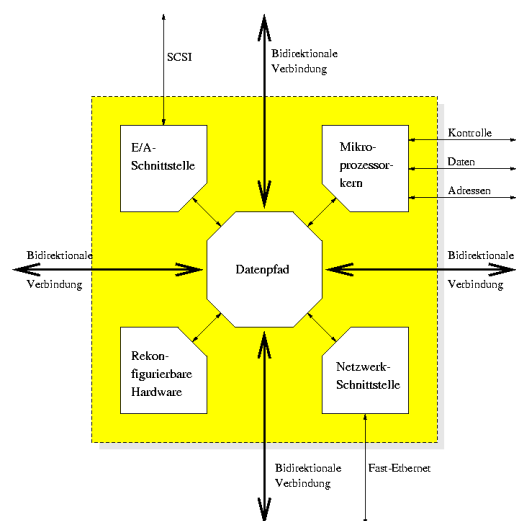 SCSI
Bidirektionale
Verbindung
E/A-
Schnittstelle
Mikro-
prozessor-
kern
Kontrolle
Daten
Adressen
Bidirektionale
Verbindung
Datenpfad
Bidirektionale
Verbindung
Rekon-
figurierbare
Hardware
Netzwerk-
Schnittstelle
Bidirektionale
Verbindung
Fast-Ethernet